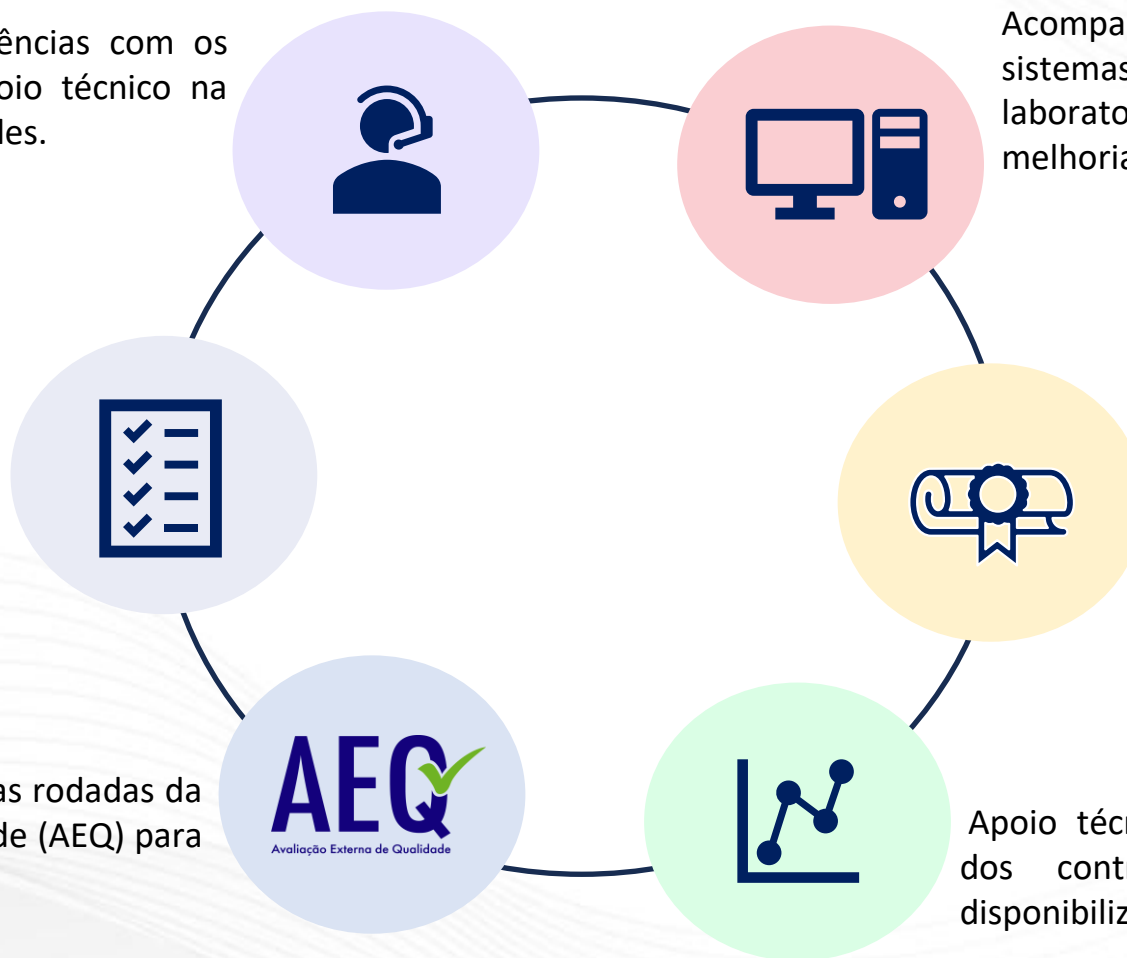 ências com os
oio técnico na
des.
Acompa
sistemas
laborato
melhoria
AEQ
Avaliação Externa de Qualidade
as rodadas da
de (AEQ) para
Apoio técn
dos contr
disponibiliz